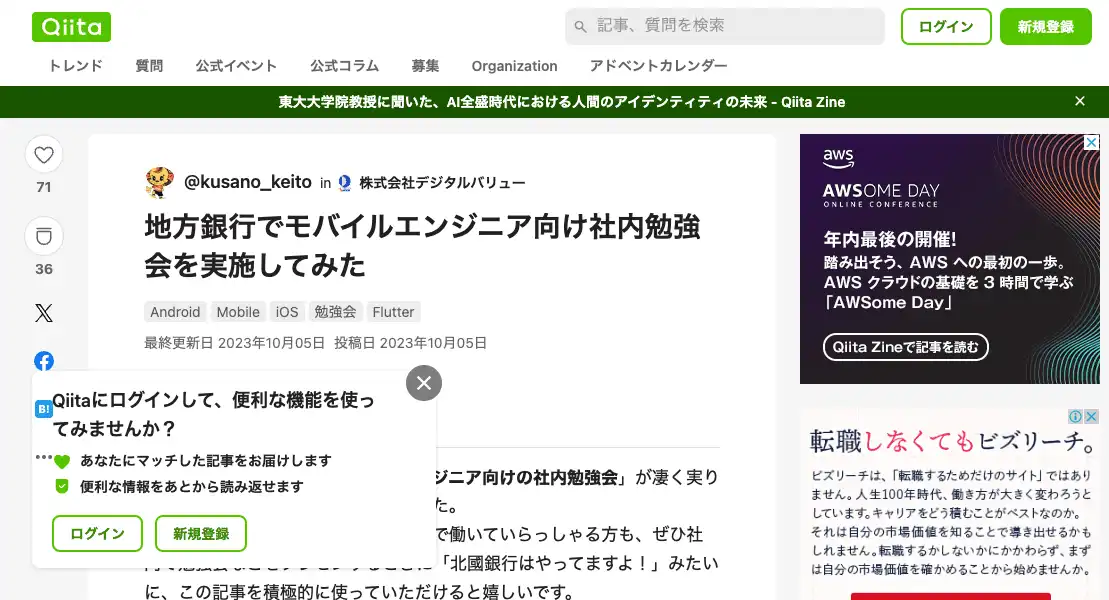 Qiita
記事、質問を検索
ログイン
新規登録
トレンド 質問 公式イベント 公式コラム 募集 Organization アドベントカレンダー
東大大学院教授に聞いた、AI全盛時代における人間のアイデンティティの未来 - Qiita Zine
71
36
@kusano_keito in 株式会社デジタルバリュー
地方銀行でモバイルエンジニア向け社内勉強
会を実施してみた
Android Mobile iOS 勉強会 Flutter
最終更新日 2023年10月05日 投稿日 2023年10月05日
B!
Qiitaにログインして、便利な機能を使っ
てみませんか？
あなたにマッチした記事をお届けします
便利な情報をあとから読み返せます
ログイン
新規登録
ジニア向けの社内勉強会」が凄く実り
た。
で働いていらっしゃる方も、ぜひ社
「北國銀行はやってますよ！」みたい
に、この記事を積極的に使っていただけると嬉しいです。
aws
AWSOME DAY
ONLINE CONFERENCE
年内最後の開催!
踏み出そう、AWS への最初の一歩。
AWS クラウドの基礎を 3 時間で学ぶ
「AWSome Day」
Qiita Zineで記事を読む
転職しなくてもビズリーチ。
ビズリーチは、「転職するためだけのサイト」ではあり
ません。人生100年時代、働き方が大きく変わろうと
しています。キャリアをどう積むことがベストなのか。
それは自分の市場価値を知ることで導き出せるかも
しれません。転職するかしないかにかかわらず、まず
は自分の市場価値を確かめることから始めませんか。